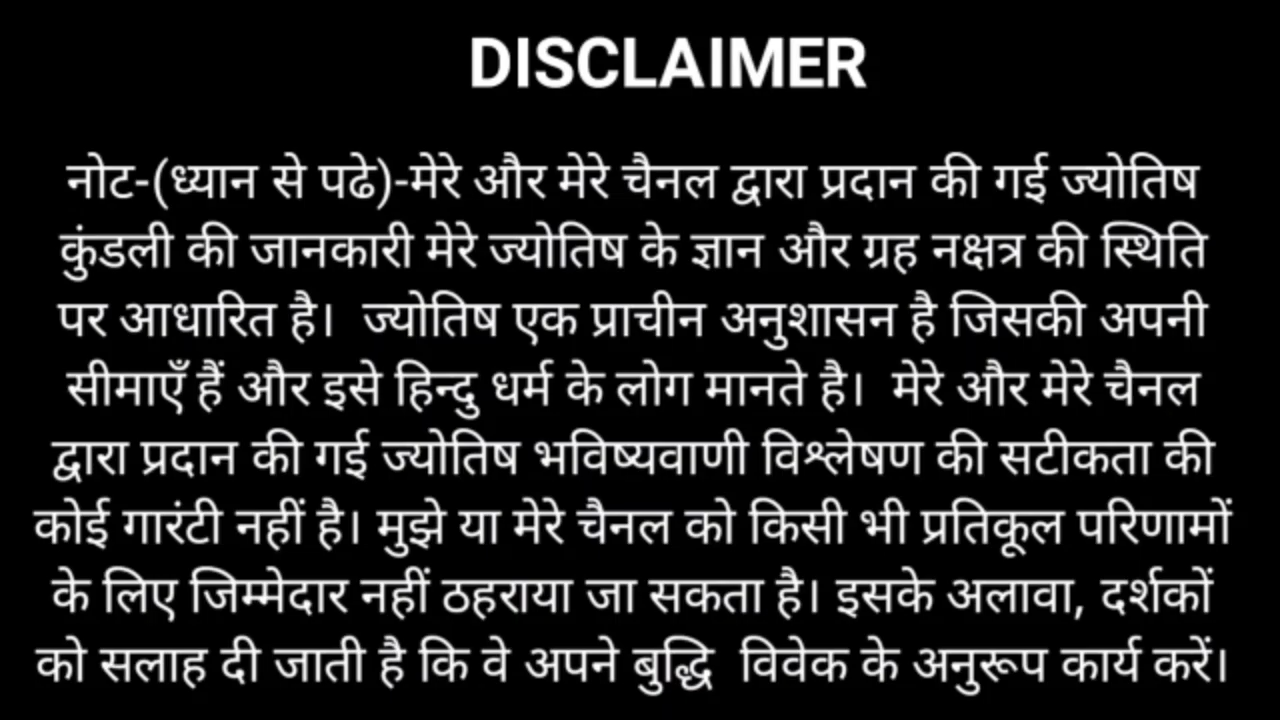 DISCLAIMER
नोट-(ध्यान से पढे)-मेरे और मेरे चैनल द्वारा प्रदान की गई ज्योतिष
कुंडली की जानकारी मेरे ज्योतिष के ज्ञान और ग्रह नक्षत्र की स्थिति
पर आधारित है। ज्योतिष एक प्राचीन अनुशासन है जिसकी अपनी
सीमाएँ हैं और इसे हिन्दु धर्म के लोग मानते है। मेरे और मेरे चैनल
द्वारा प्रदान की गई ज्योतिष भविष्यवाणी विश्लेषण की सटीकता की
कोई गारंटी नहीं है। मुझे या मेरे चैनल को किसी भी प्रतिकूल परिणामों
के लिए जिम्मेदार नहीं ठहराया जा सकता है। इसके अलावा, दर्शकों
को सलाह दी जाती है कि वे अपने बुद्धि विवेक के अनुरूप कार्य करें।